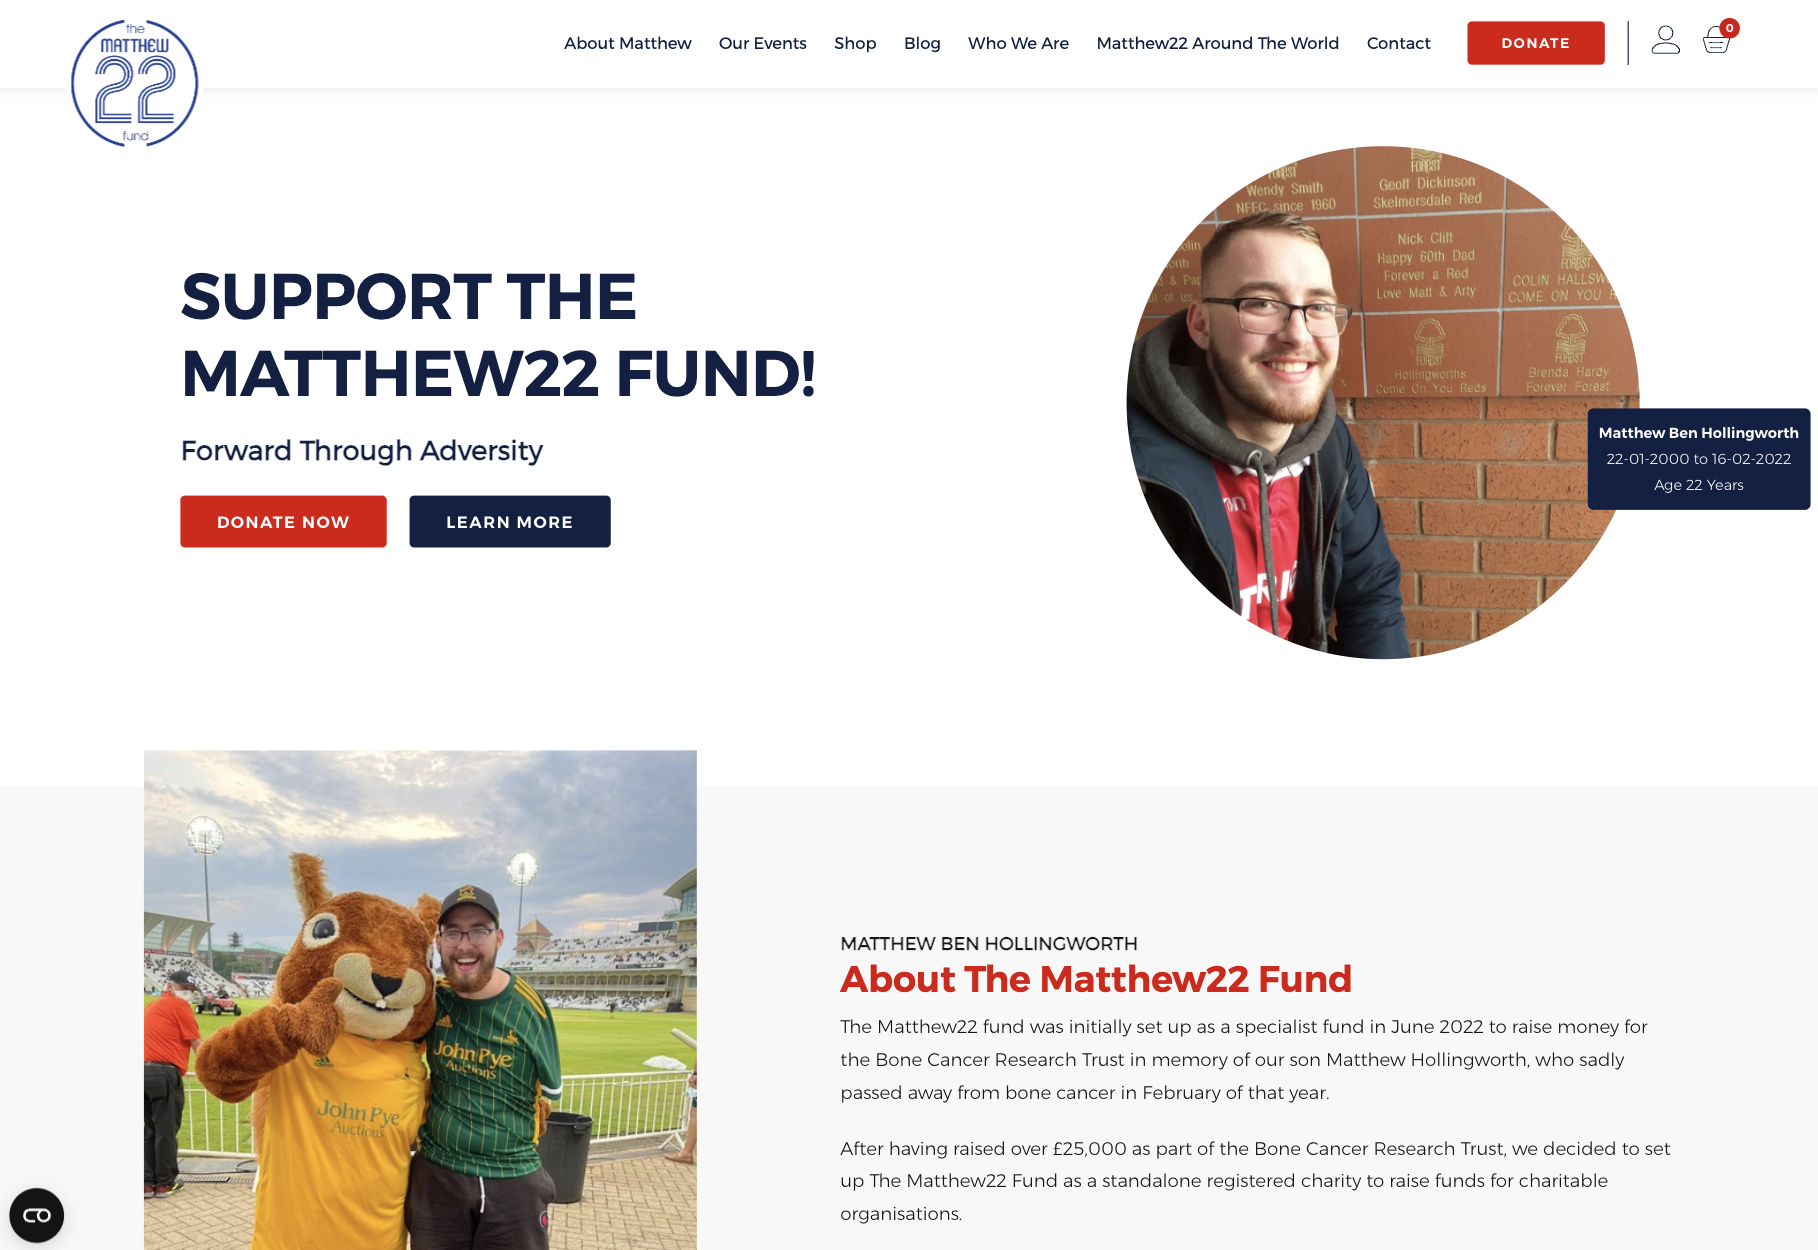 the
MATTHEW
22
fund
About Matthew
Our Events
Shop
Blog
Who We Are
Matthew22 Around The World
Contact
DONATE
0
SUPPORT THE
MATTHEW22 FUND!
Forward Through Adversity
DONATE NOW
LEARN MORE
FOREST
Wendy Smith
NFFC since 1960
FOREST
Geoff Dickinson
Skelmersdale Red
Nick Clift
Happy 60th Dad
Forever a Red
Love Matt & Arty
FOREST
COLIN HALLSW
COME ON YOU
FOREST
Hollingworths
Come On You Reds
FOREST
Brenda Hardy
Forever Forest
Matthew Ben Hollingworth
22-01-2000 to 16-02-2022
Age 22 Years
John Pye
Auctions
John Pye
Auctions
MATTHEW BEN HOLLINGWORTH
About The Matthew22 Fund
The Matthew22 fund was initially set up as a specialist fund in June 2022 to raise money for
the Bone Cancer Research Trust in memory of our son Matthew Hollingworth, who sadly
passed away from bone cancer in February of that year.
After having raised over £25,000 as part of the Bone Cancer Research Trust, we decided to set
up The Matthew22 Fund as a standalone registered charity to raise funds for charitable
organisations.